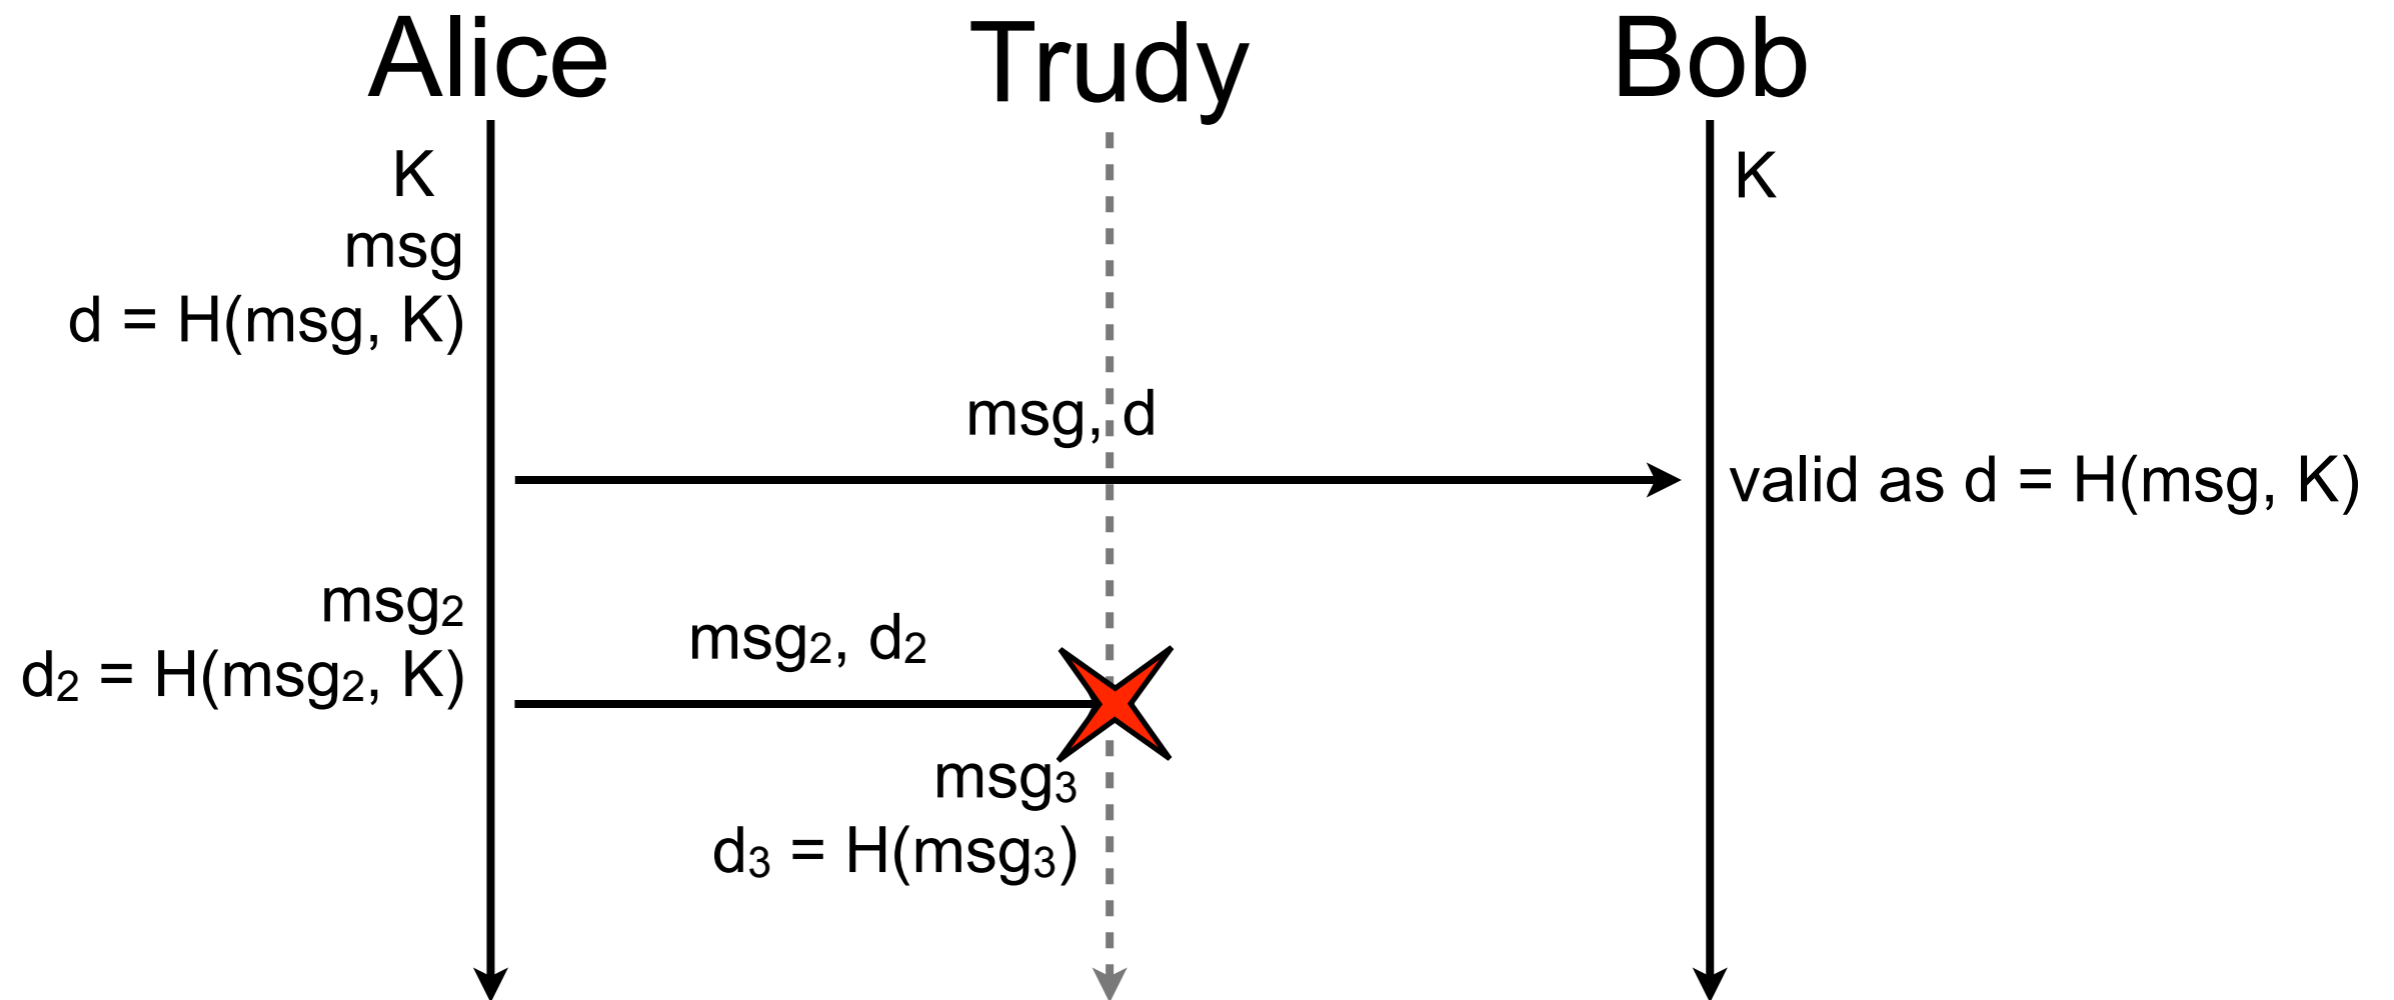 Alice
Trudy
Bob
K
K
msg
d = H(msg, K)
msg, d
valid as d = H(msg, K)
msg₂
d₂ = H(msg₂, K)
msg₂, d₂
msg₃
d₃ = H(msg₃)